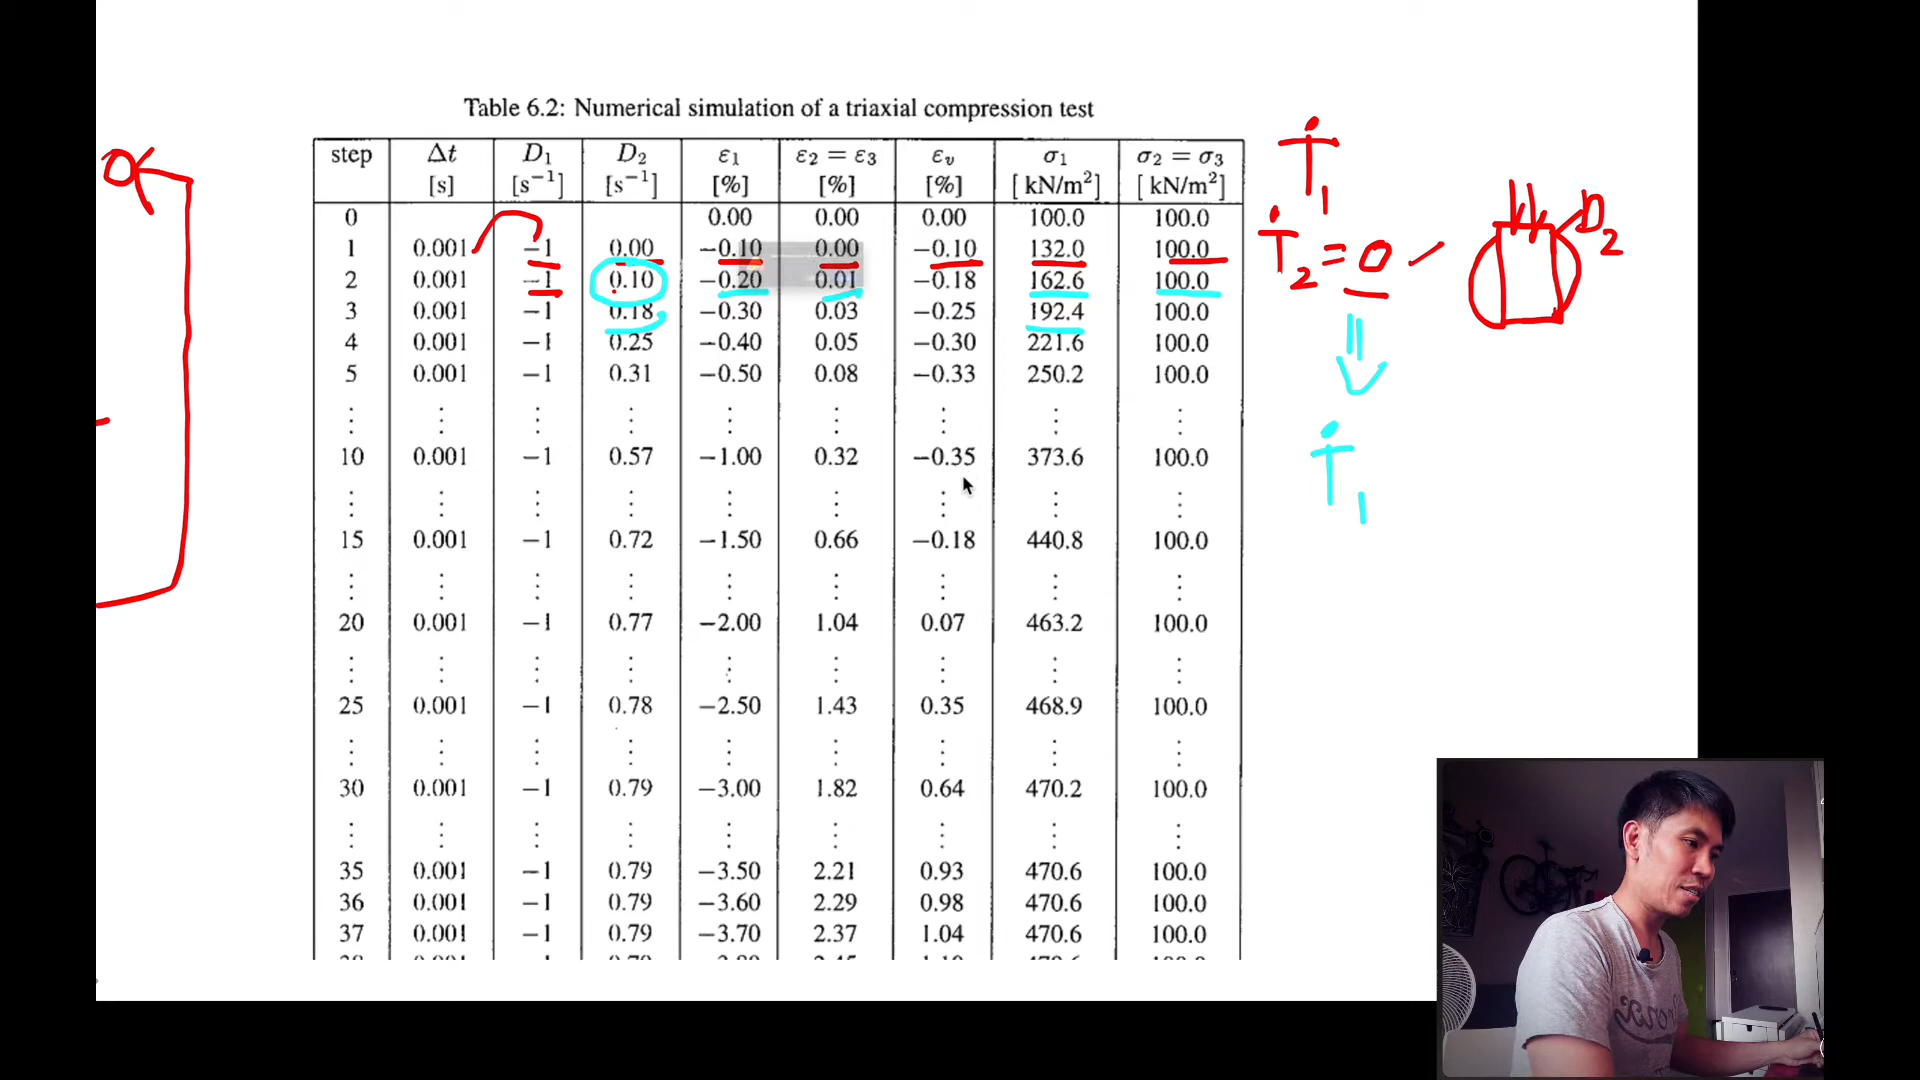 Table 6.2: Numerical simulation of a triaxial compression test
step Δt D₁ D₂ ε₁ ε₂ = ε₃ εᵥ σ₁ σ₂ = σ₃
[s] [s⁻¹] [s⁻¹] [%] [%] [%] [kN/m²] [kN/m²]
0 0.00 0.00 0.00 100.0 100.0
1 0.001 −1 0.00 −0.10 0.00 −0.10 132.0 100.0
2 0.001 −1 0.10 −0.20 0.01 −0.18 162.6 100.0
3 0.001 −1 0.18 −0.30 0.03 −0.25 192.4 100.0
4 0.001 −1 0.25 −0.40 0.05 −0.30 221.6 100.0
5 0.001 −1 0.31 −0.50 0.08 −0.33 250.2 100.0
⋮ ⋮ ⋮ ⋮ ⋮ ⋮ ⋮ ⋮ ⋮
10 0.001 −1 0.57 −1.00 0.32 −0.35 373.6 100.0
⋮ ⋮ ⋮ ⋮ ⋮ ⋮ ⋮ ⋮ ⋮
15 0.001 −1 0.72 −1.50 0.66 −0.18 440.8 100.0
⋮ ⋮ ⋮ ⋮ ⋮ ⋮ ⋮ ⋮ ⋮
20 0.001 −1 0.77 −2.00 1.04 0.07 463.2 100.0
⋮ ⋮ ⋮ ⋮ ⋮ ⋮ ⋮ ⋮ ⋮
25 0.001 −1 0.78 −2.50 1.43 0.35 468.9 100.0
⋮ ⋮ ⋮ ⋮ ⋮ ⋮ ⋮ ⋮ ⋮
30 0.001 −1 0.79 −3.00 1.82 0.64 470.2 100.0
⋮ ⋮ ⋮ ⋮ ⋮ ⋮ ⋮ ⋮ ⋮
35 0.001 −1 0.79 −3.50 2.21 0.93 470.6 100.0
36 0.001 −1 0.79 −3.60 2.29 0.98 470.6 100.0
37 0.001 −1 0.79 −3.70 2.37 1.04 470.6 100.0
Ṫ₁
Ṫ₂ = 0
D₂
Ṫ₁